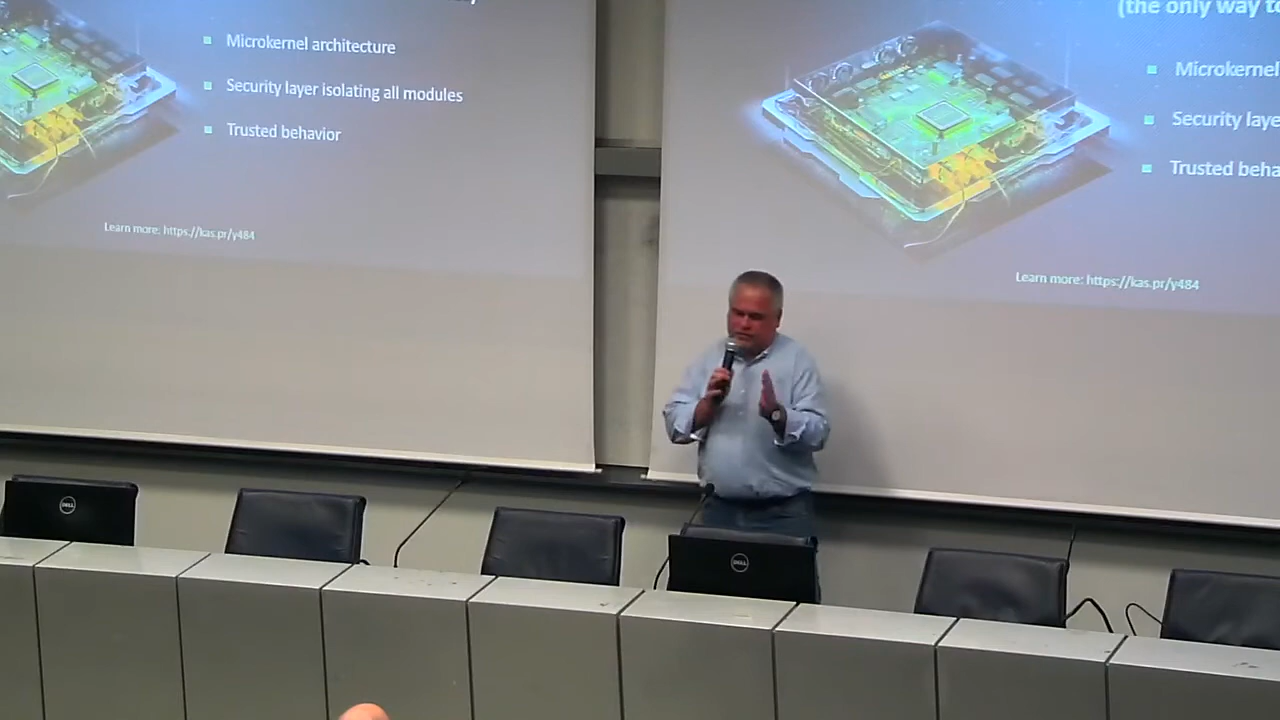 Microkernel architecture
Security layer isolating all modules
Trusted behavior
Learn more: https://kas.pr/y484
(the only way to
Microkernel
Security laye
Trusted beha
Learn more: https://kas.pr/y484
DELL
DELL